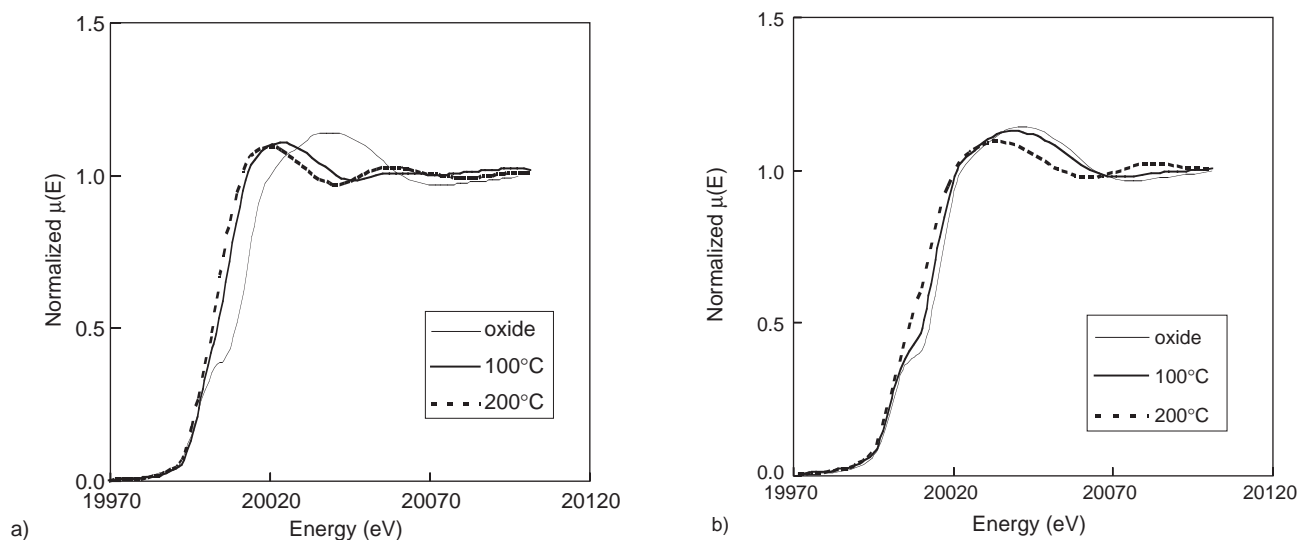 1.5
1.0
0.5
0.0
Normalized μ(E)
oxide
100°C
200°C
19970
20020
20070
20120
Energy (eV)
a)
1.5
1.0
0.5
0.0
Normalized μ(E)
oxide
100°C
200°C
19970
20020
20070
20120
Energy (eV)
b)